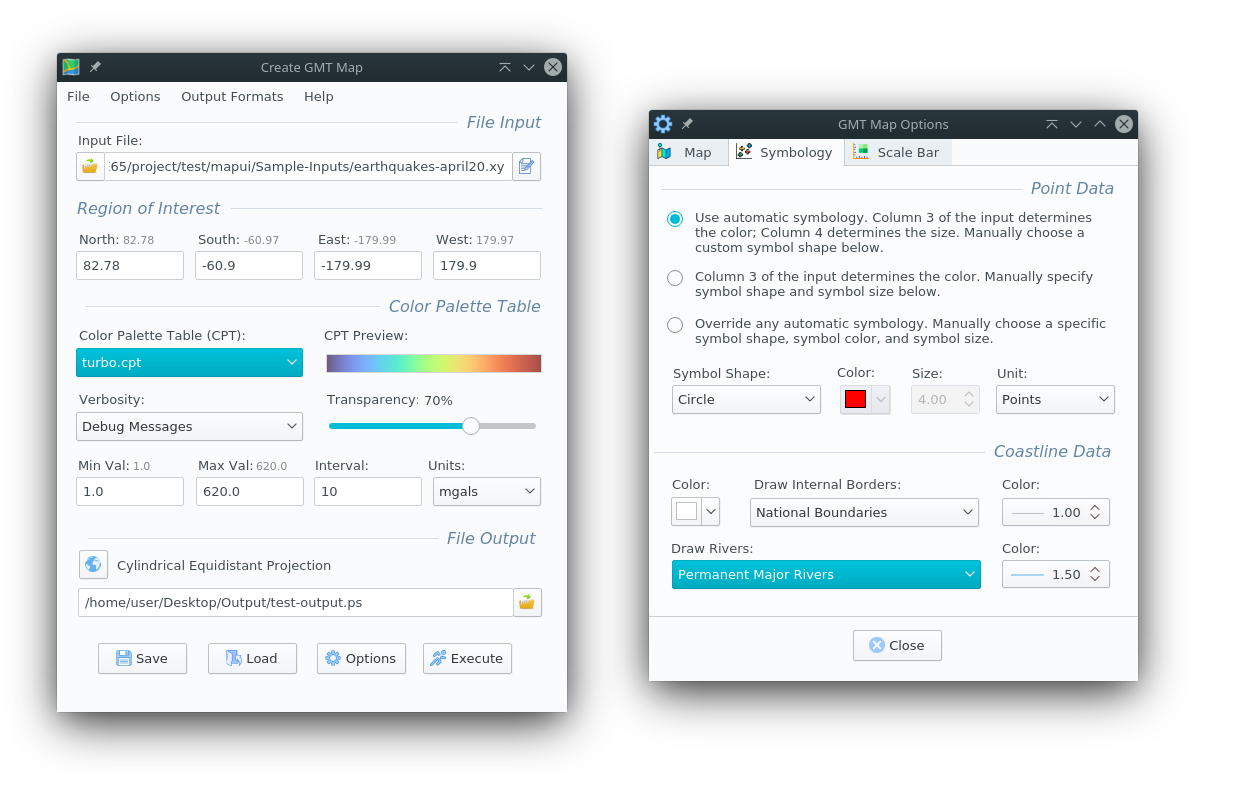 Create GMT Map
File Options Output Formats Help
File Input
Input File:
:65/project/test/mapui/Sample-Inputs/earthquakes-april20.xy
Region of Interest
North: 82.78 South: -60.97 East: -179.99 West: 179.97
82.78 -60.9 -179.99 179.9
Color Palette Table
Color Palette Table (CPT): CPT Preview:
turbo.cpt
Verbosity: Transparency: 70%
Debug Messages
Min Val: 1.0 Max Val: 620.0 Interval: Units:
1.0 620.0 10 mgals
File Output
Cylindrical Equidistant Projection
/home/user/Desktop/Output/test-output.ps
Save Load Options Execute
GMT Map Options
Map Symbology Scale Bar
Point Data
Use automatic symbology. Column 3 of the input determines
the color; Column 4 determines the size. Manually choose a
custom symbol shape below.
Column 3 of the input determines the color. Manually specify
symbol shape and symbol size below.
Override any automatic symbology. Manually choose a specific
symbol shape, symbol color, and symbol size.
Symbol Shape: Color: Size: Unit:
Circle 4.00 Points
Coastline Data
Color: Draw Internal Borders: Color:
National Boundaries 1.00
Draw Rivers: Color:
Permanent Major Rivers 1.50
Close